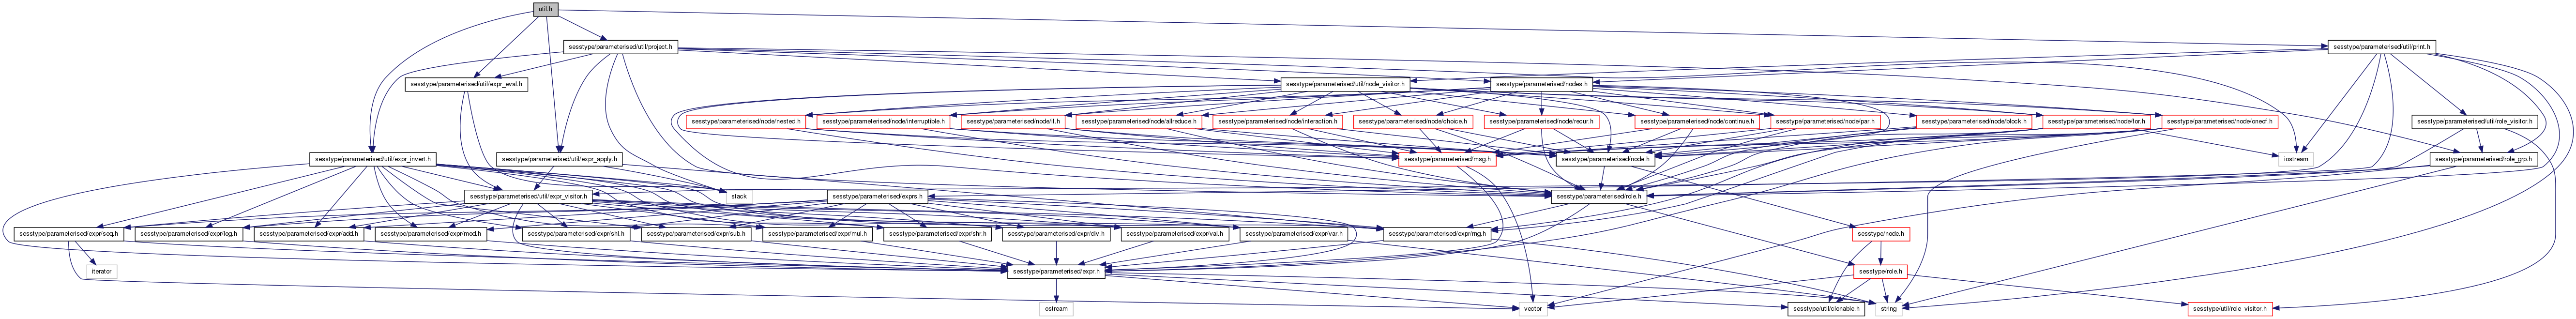 util.h
sesstype/parameterised/util/project.h
sesstype/parameterised/util/print.h
sesstype/parameterised/util/expr_eval.h
sesstype/parameterised/util/node_visitor.h
sesstype/parameterised/nodes.h
sesstype/parameterised/node/nested.h
sesstype/parameterised/node/interruptible.h
sesstype/parameterised/node/if.h
sesstype/parameterised/node/allreduce.h
sesstype/parameterised/node/interaction.h
sesstype/parameterised/node/choice.h
sesstype/parameterised/node/recur.h
sesstype/parameterised/node/continue.h
sesstype/parameterised/node/par.h
sesstype/parameterised/node/block.h
sesstype/parameterised/node/for.h
sesstype/parameterised/node/oneof.h
sesstype/parameterised/util/role_visitor.h
sesstype/parameterised/util/expr_invert.h
sesstype/parameterised/util/expr_apply.h
sesstype/parameterised/msg.h
sesstype/parameterised/node.h
iostream
sesstype/parameterised/role_grp.h
sesstype/parameterised/util/expr_visitor.h
stack
sesstype/parameterised/exprs.h
sesstype/parameterised/role.h
sesstype/parameterised/expr/seq.h
sesstype/parameterised/expr/log.h
sesstype/parameterised/expr/add.h
sesstype/parameterised/expr/mod.h
sesstype/parameterised/expr/shl.h
sesstype/parameterised/expr/sub.h
sesstype/parameterised/expr/mul.h
sesstype/parameterised/expr/shr.h
sesstype/parameterised/expr/div.h
sesstype/parameterised/expr/val.h
sesstype/parameterised/expr/var.h
sesstype/parameterised/expr/rng.h
sesstype/node.h
iterator
sesstype/parameterised/expr.h
sesstype/role.h
ostream
vector
sesstype/util/clonable.h
string
sesstype/util/role_visitor.h